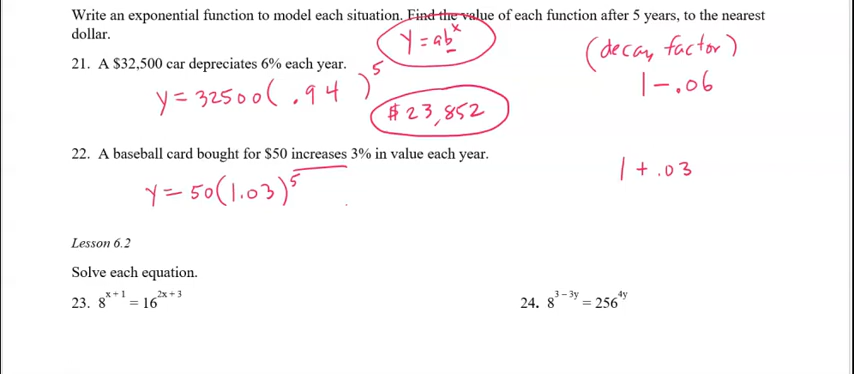 Write an exponential function to model each situation. Find the value of each function after 5 years, to the nearest
dollar.
y = ab^x
(decay factor)
21. A $32,500 car depreciates 6% each year.
1 - .06
y = 32500(.94)^5
$23,852
22. A baseball card bought for $50 increases 3% in value each year.
1 + .03
y = 50(1.03)^5
Lesson 6.2
Solve each equation.
23. 8^{x + 1} = 16^{2x + 3}
24. 8^{3 – 3y} = 256^{4y}